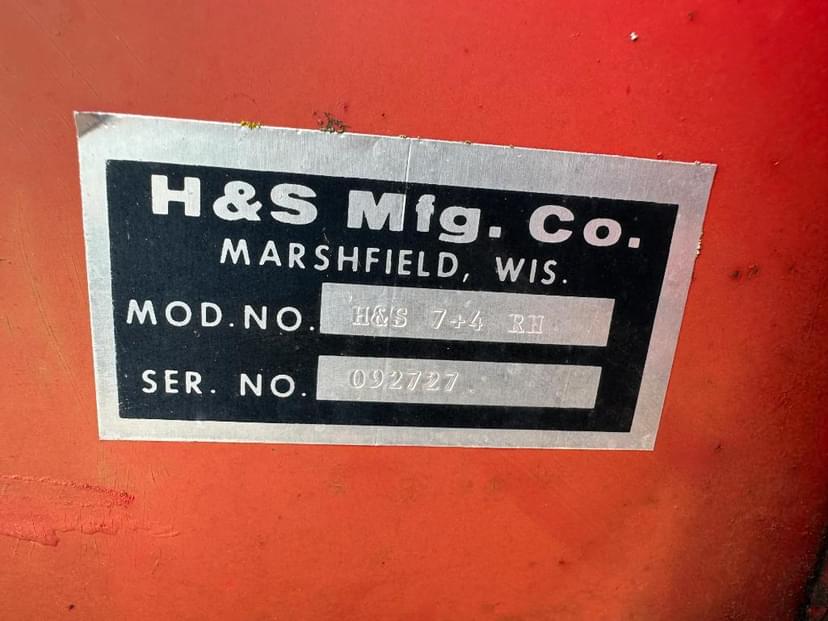 H&S Mfg. Co.
MARSHFIELD, WIS.
MOD.NO. H&S 7+4 RH
SER. NO. 092727